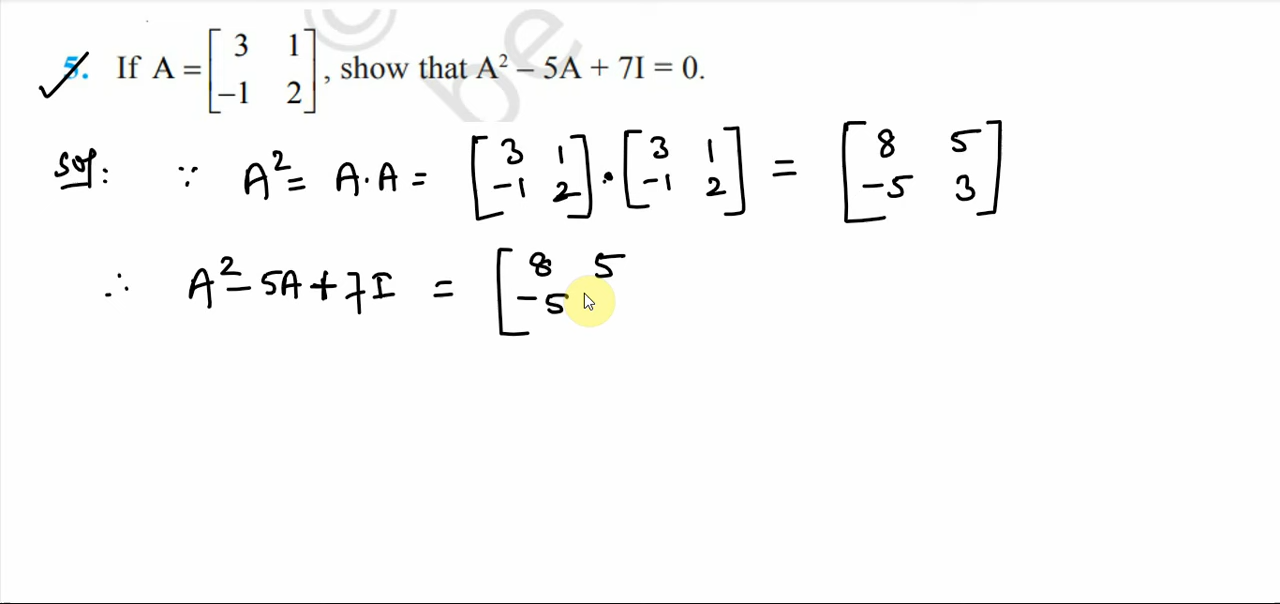 5. If A = [3 1; −1 2], show that A² − 5A + 7I = 0.
Sol: ∵ A² = A·A = [3 1; −1 2]·[3 1; −1 2] = [8 5; −5 3]
∴ A² − 5A + 7I = [8 5; −5
be